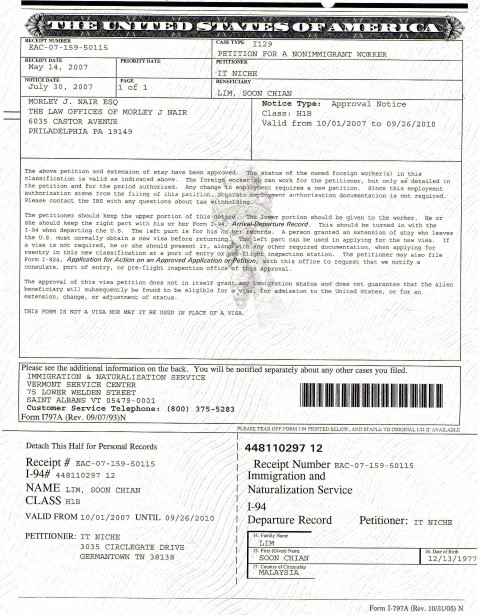 THE UNITED STATES OF AMERICA
RECEIPT NUMBER
EAC-07-159-50115
CASE TYPE I129
PETITION FOR A NONIMMIGRANT WORKER
RECEIPT DATE
May 14, 2007
PRIORITY DATE
PETITIONER
IT NICHE
NOTICE DATE
July 30, 2007
PAGE
1 of 1
BENEFICIARY
LIM, SOON CHIAN
MORLEY J. NAIR ESQ
THE LAW OFFICES OF MORLEY J NAIR
6035 CASTOR AVENUE
PHILADELPHIA PA 19149
Notice Type: Approval Notice
Class: H1B
Valid from 10/01/2007 to 09/26/2010
The above petition and extension of stay have been approved. The status of the named foreign worker(s) in this
classification is valid as indicated above. The foreign worker(s) can work for the petitioner, but only as detailed in
the petition and for the period authorized. Any change in employment requires a new petition. Since this employment
authorization stems from the filing of this petition, separate employment authorization documentation is not required.
Please contact the IRS with any questions about tax withholding.
The petitioner should keep the upper portion of this notice. The lower portion should be given to the worker. He or
she should keep the right part with his or her Form I-94, Arrival-Departure Record. This should be turned in with the
I-94 when departing the U.S. The left part is for his or her records. A person granted an extension of stay who leaves
the U.S. must normally obtain a new visa before returning. The left part can be used in applying for the new visa. If
a visa is not required, he or she should present it, along with any other required documentation, when applying for
reentry in this new classification at a port of entry or pre-flight inspection station. The petitioner may also file
Form I-824, Application for Action on an Approved Application or Petition, with this office to request that we notify a
consulate, port of entry, or pre-flight inspection office of this approval.
The approval of this visa petition does not in itself grant any immigration status and does not guarantee that the alien
beneficiary will subsequently be found to be eligible for a visa, for admission to the United States, or for an
extension, change, or adjustment of status.
THIS FORM IS NOT A VISA NOR MAY IT BE USED IN PLACE OF A VISA.
Please see the additional information on the back. You will be notified separately about any other cases you filed.
IMMIGRATION & NATURALIZATION SERVICE
VERMONT SERVICE CENTER
75 LOWER WELDEN STREET
SAINT ALBANS VT 05479-0001
Customer Service Telephone: (800) 375-5283
Form I797A (Rev. 09/07/93)N
PLEASE TEAR OFF FORM I-94 PRINTED BELOW, AND STAPLE TO ORIGINAL I-94 IF AVAILABLE
Detach This Half for Personal Records
Receipt # EAC-07-159-50115
I-94# 448110297 12
NAME LIM, SOON CHIAN
CLASS H1B
VALID FROM 10/01/2007 UNTIL 09/26/2010
PETITIONER: IT NICHE
3035 CIRCLEGATE DRIVE
GERMANTOWN TN 38138
448110297 12
Receipt Number EAC-07-159-50115
Immigration and
Naturalization Service
I-94
Departure Record Petitioner: IT NICHE
14. Family Name
LIM
15. First (Given) Name
SOON CHIAN
16. Date of Birth
12/13/1977
17. Country of Citizenship
MALAYSIA
Form I-797A (Rev. 10/31/05) N